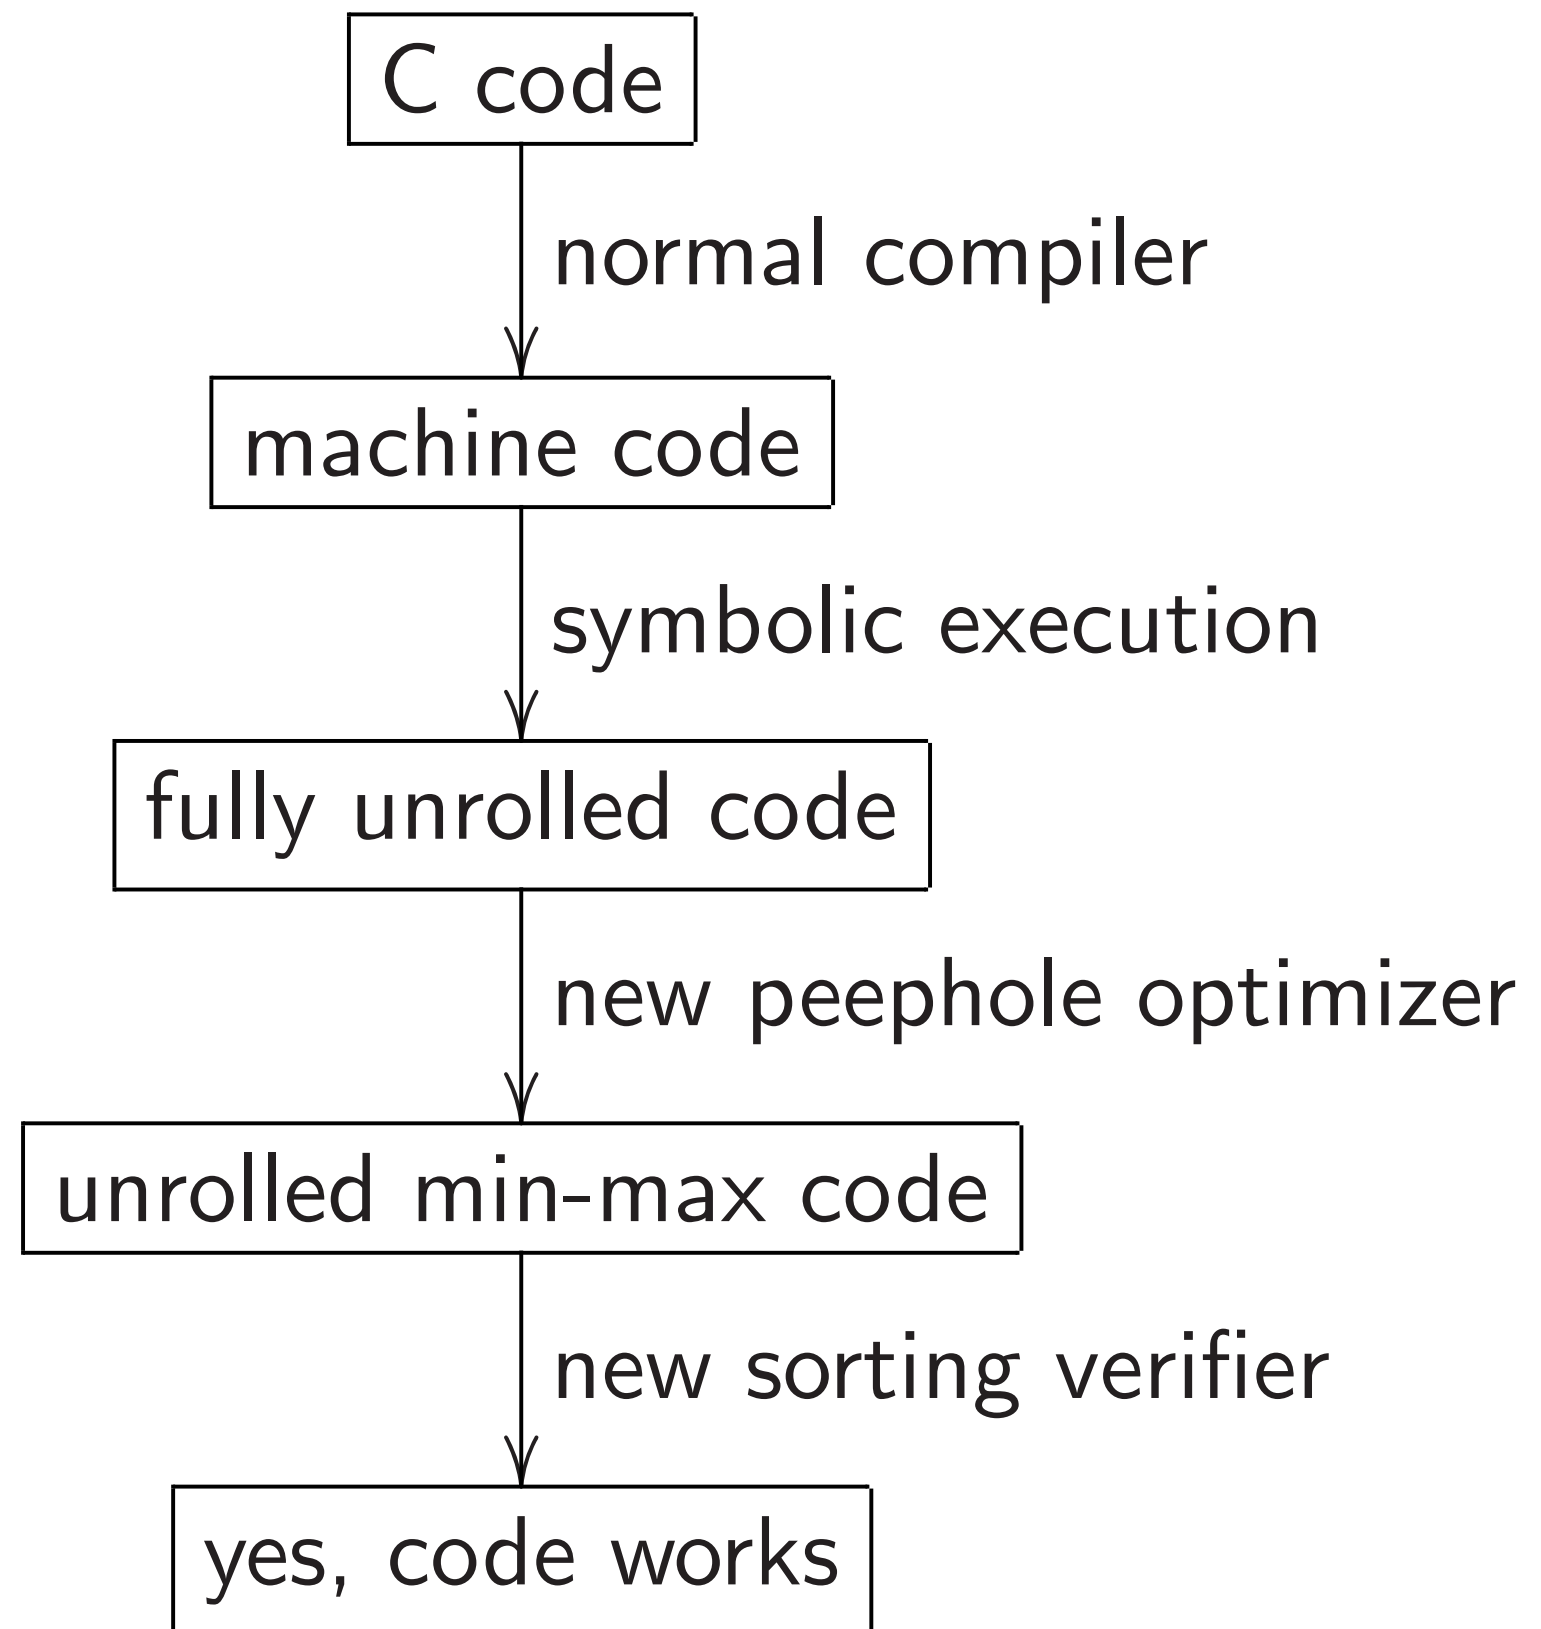 C code
normal compiler
machine code
symbolic execution
fully unrolled code
new peephole optimizer
unrolled min-max code
new sorting verifier
yes, code works